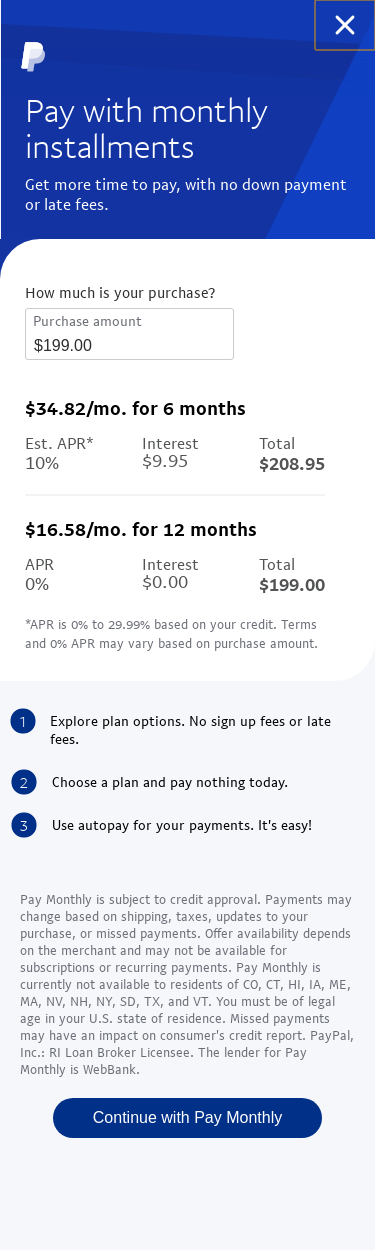 Pay with monthly
installments
Get more time to pay, with no down payment
or late fees.
How much is your purchase?
Purchase amount
$199.00
$34.82/mo. for 6 months
Est. APR* Interest Total
10% $9.95 $208.95
$16.58/mo. for 12 months
APR Interest Total
0% $0.00 $199.00
*APR is 0% to 29.99% based on your credit. Terms
and 0% APR may vary based on purchase amount.
1 Explore plan options. No sign up fees or late
fees.
2 Choose a plan and pay nothing today.
3 Use autopay for your payments. It's easy!
Pay Monthly is subject to credit approval. Payments may
change based on shipping, taxes, updates to your
purchase, or missed payments. Offer availability depends
on the merchant and may not be available for
subscriptions or recurring payments. Pay Monthly is
currently not available to residents of CO, CT, HI, IA, ME,
MA, NV, NH, NY, SD, TX, and VT. You must be of legal
age in your U.S. state of residence. Missed payments
may have an impact on consumer's credit report. PayPal,
Inc.: RI Loan Broker Licensee. The lender for Pay
Monthly is WebBank.
Continue with Pay Monthly